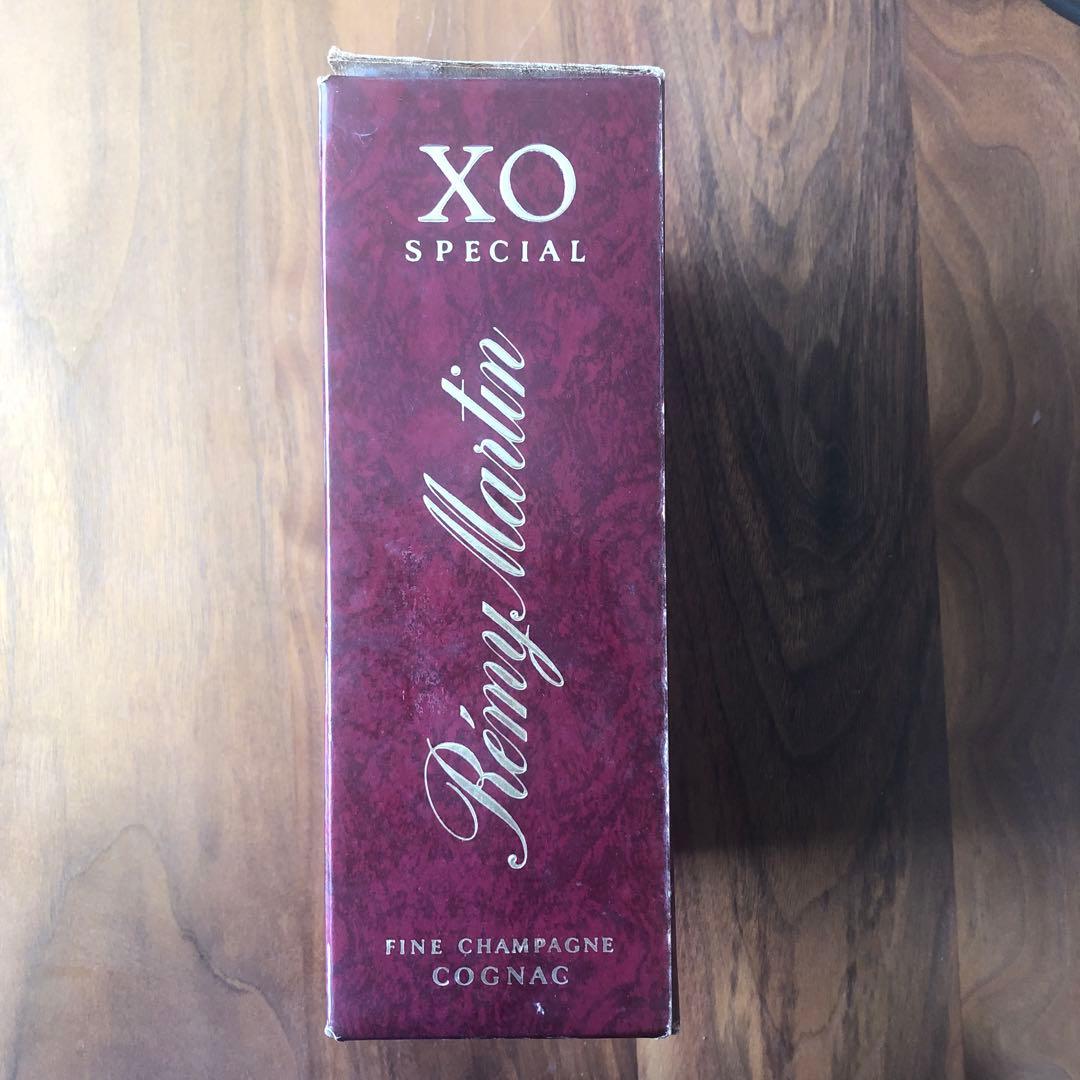 XO
SPECIAL
Rémy Martin
FINE CHAMPAGNE
COGNAC